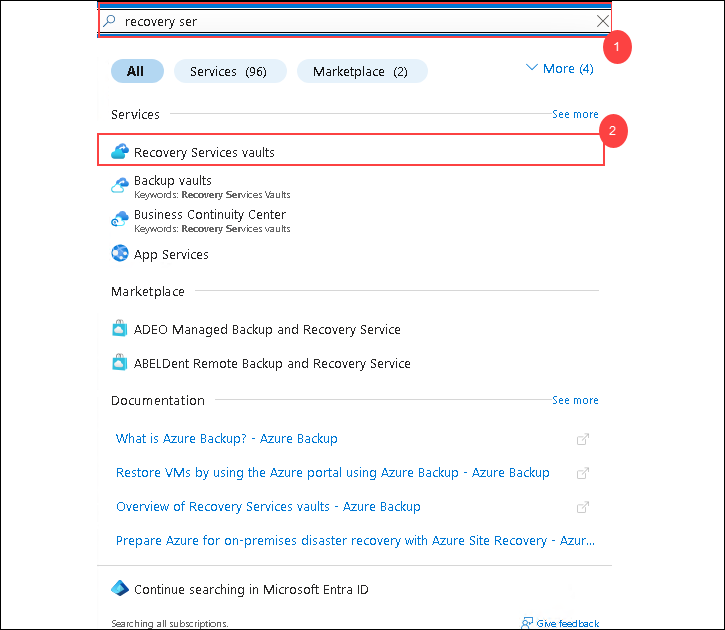 recovery ser
1
All
Services (96)
Marketplace (2)
More (4)
Services
See more
2
Recovery Services vaults
Backup vaults
Keywords: Recovery Services Vaults
Business Continuity Center
Keywords: Recovery Services vaults
App Services
Marketplace
ADEO Managed Backup and Recovery Service
ABELDent Remote Backup and Recovery Service
Documentation
See more
What is Azure Backup? - Azure Backup
Restore VMs by using the Azure portal using Azure Backup - Azure Backup
Overview of Recovery Services vaults - Azure Backup
Prepare Azure for on-premises disaster recovery with Azure Site Recovery - Azur...
Continue searching in Microsoft Entra ID
Searching all subscriptions.
Give feedback